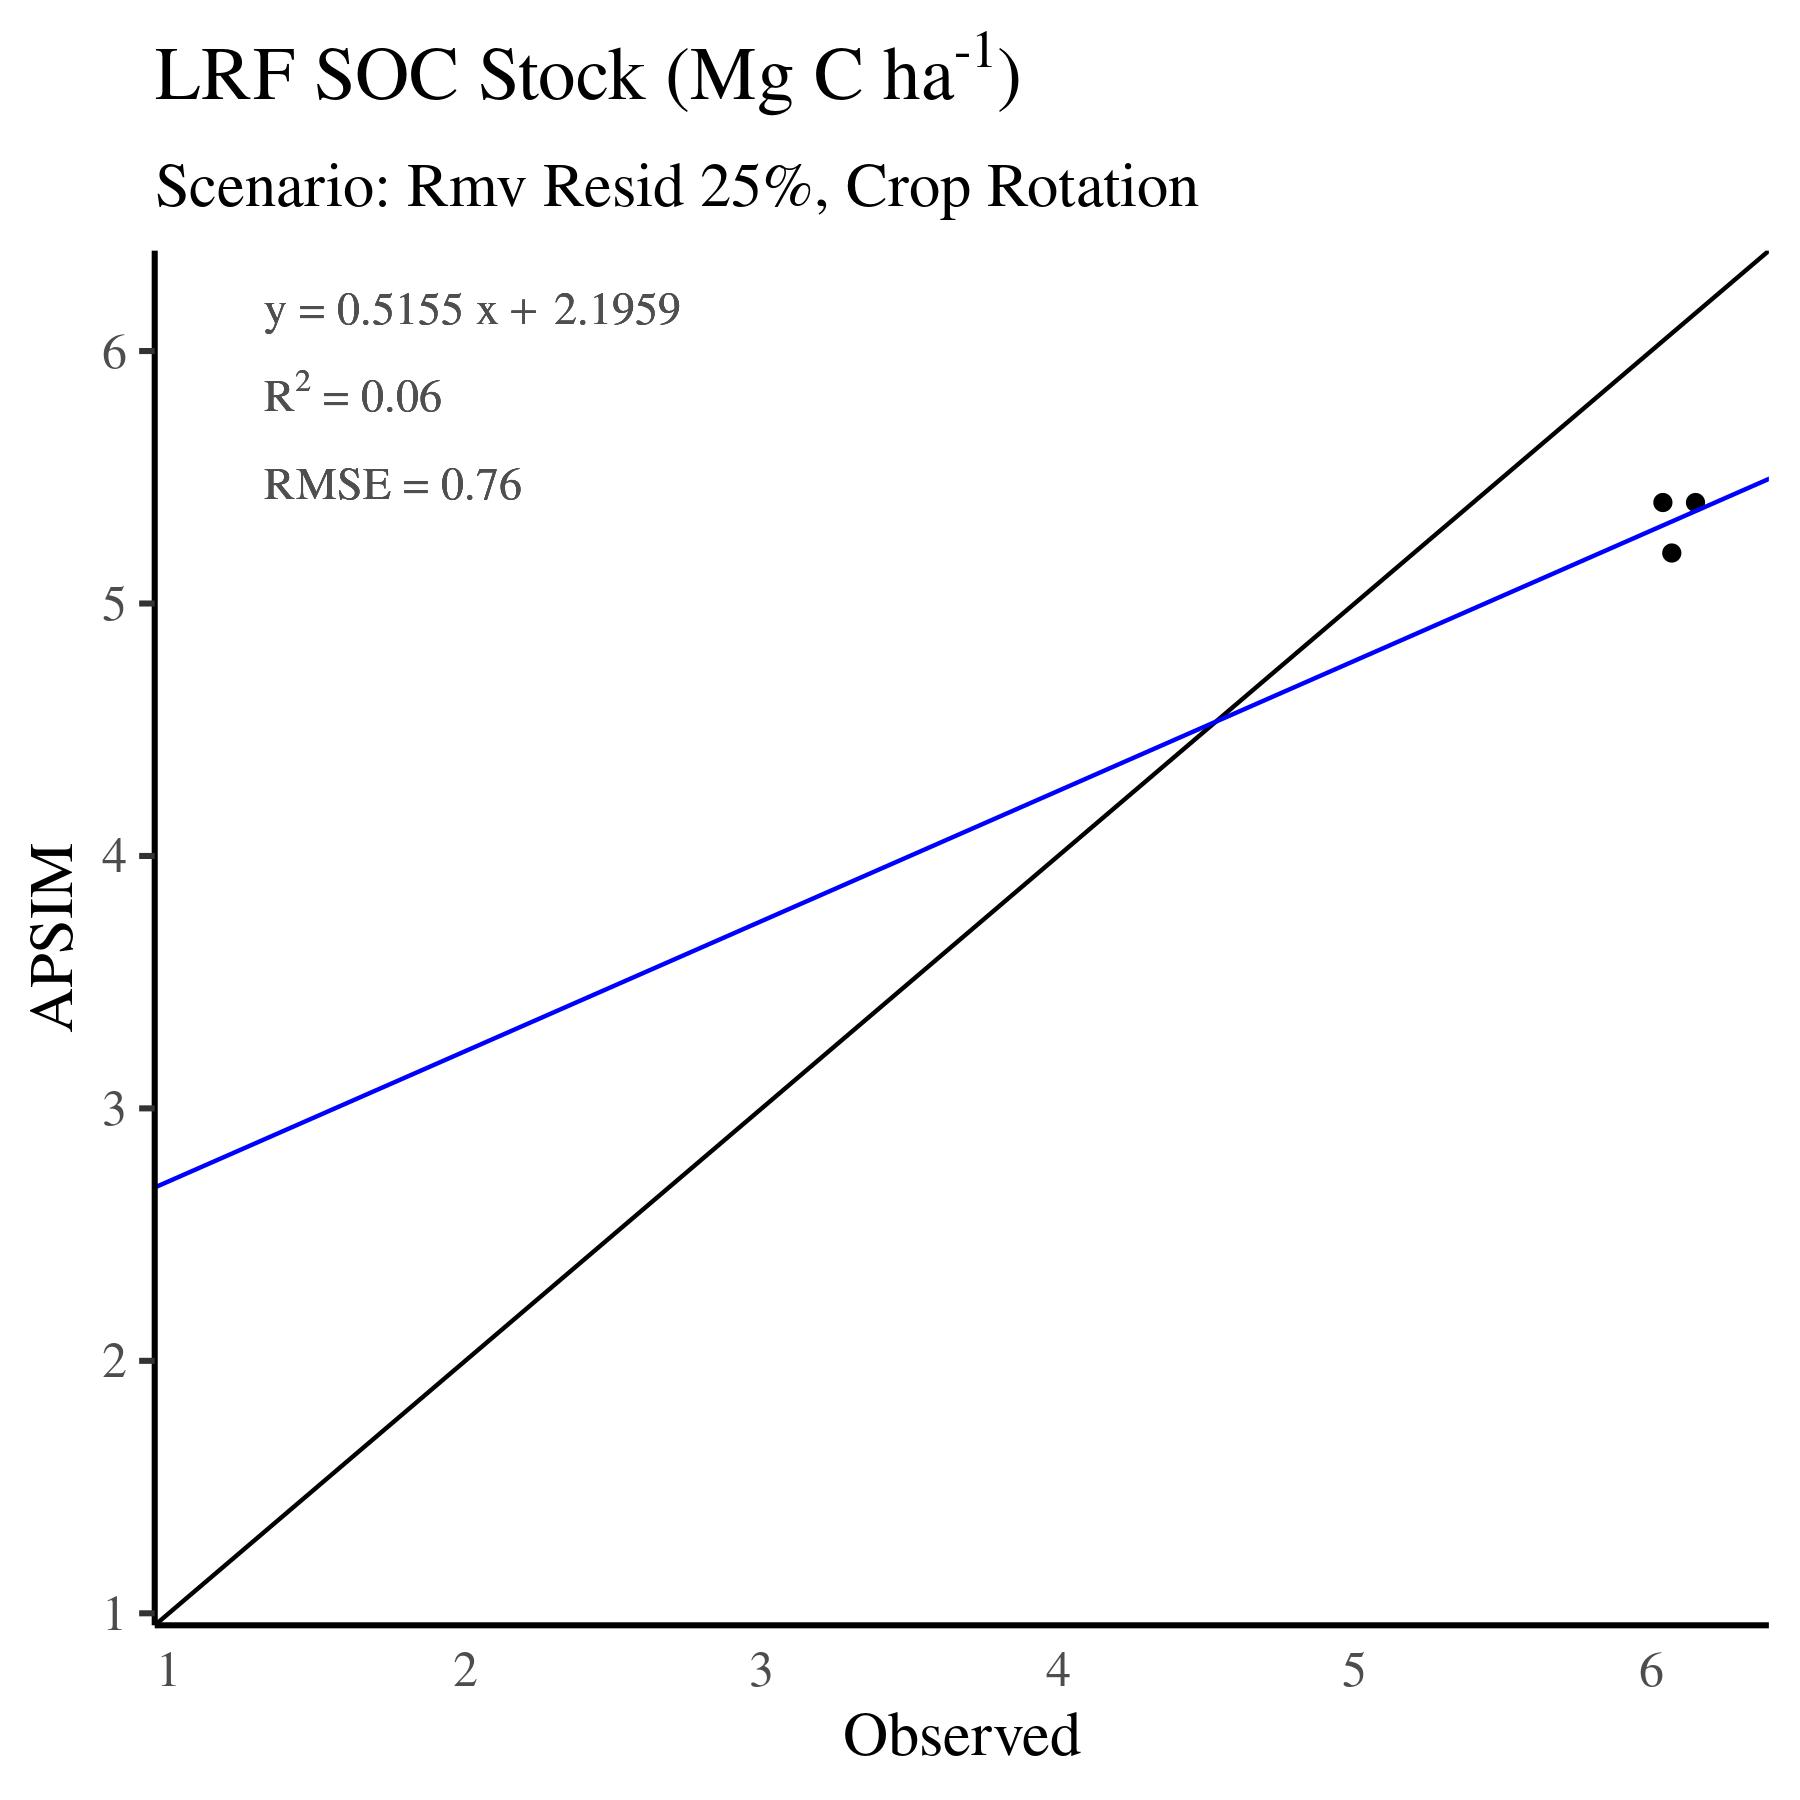 LRF SOC Stock (Mg C ha⁻¹)
Scenario: Rmv Resid 25%, Crop Rotation
y = 0.5155 x + 2.1959
R² = 0.06
RMSE = 0.76
6
5
4
3
2
1
APSIM
1 2 3 4 5 6
Observed